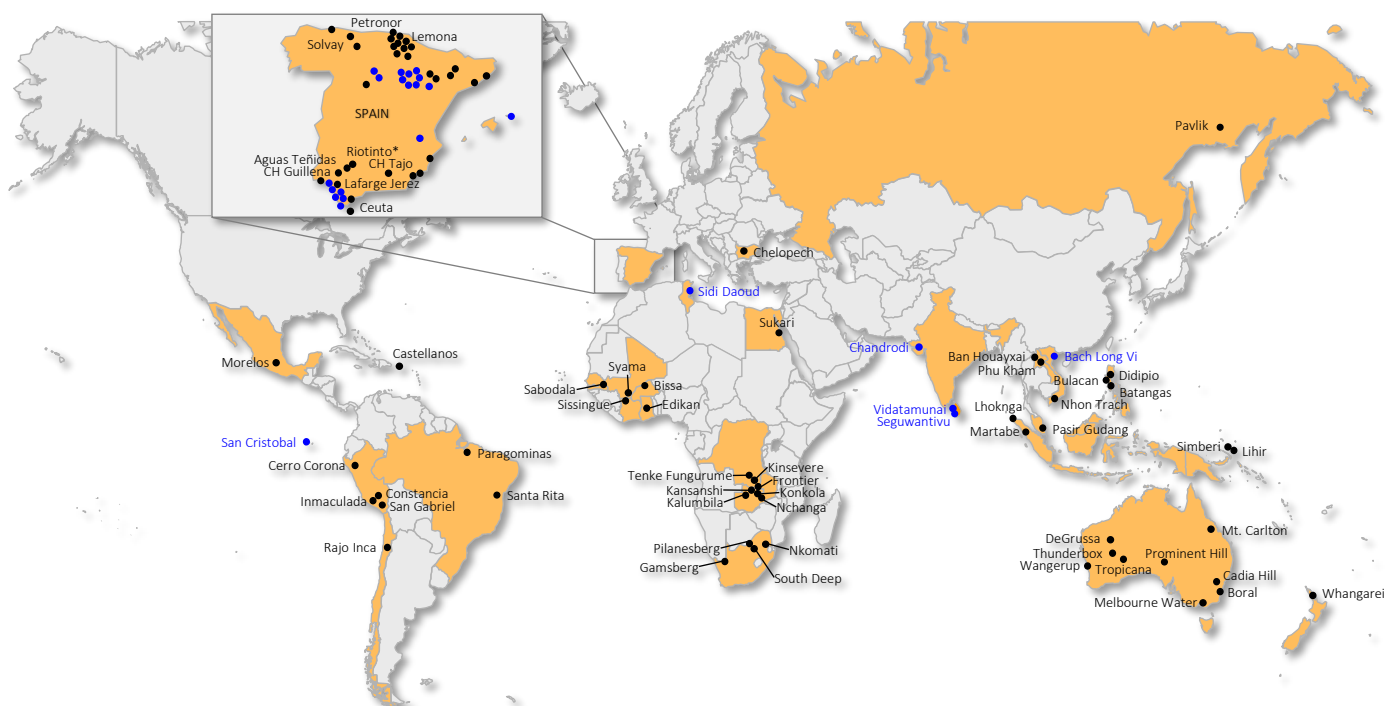 Petronor
Lemona
Solvay
SPAIN
Riotinto*
Aguas Teñidas
CH Tajo
CH Guillena
Lafarge Jerez
Ceuta
Pavlik
Chelopech
Sidi Daoud
Sukari
Chandrodi
Ban Houayxai
Bach Long Vi
Phu Kham
Morelos
Castellanos
Syama
Sabodala
Bissa
Sissingue
Edikan
Bulacan
Didipio
Batangas
Nhon Trach
Vidatamunai
Seguwantivu
Lhoknga
Martabe
Pasir Gudang
San Cristobal
Simberi
Lihir
Cerro Corona
Paragominas
Tenke Fungurume
Kinsevere
Frontier
Kansanshi
Konkola
Kalumbila
Nchanga
Constancia
Inmaculada
San Gabriel
Santa Rita
Rajo Inca
Pilanesberg
Nkomati
Gamsberg
South Deep
Mt. Carlton
DeGrussa
Thunderbox
Prominent Hill
Wangerup
Tropicana
Cadia Hill
Boral
Melbourne Water
Whangarei